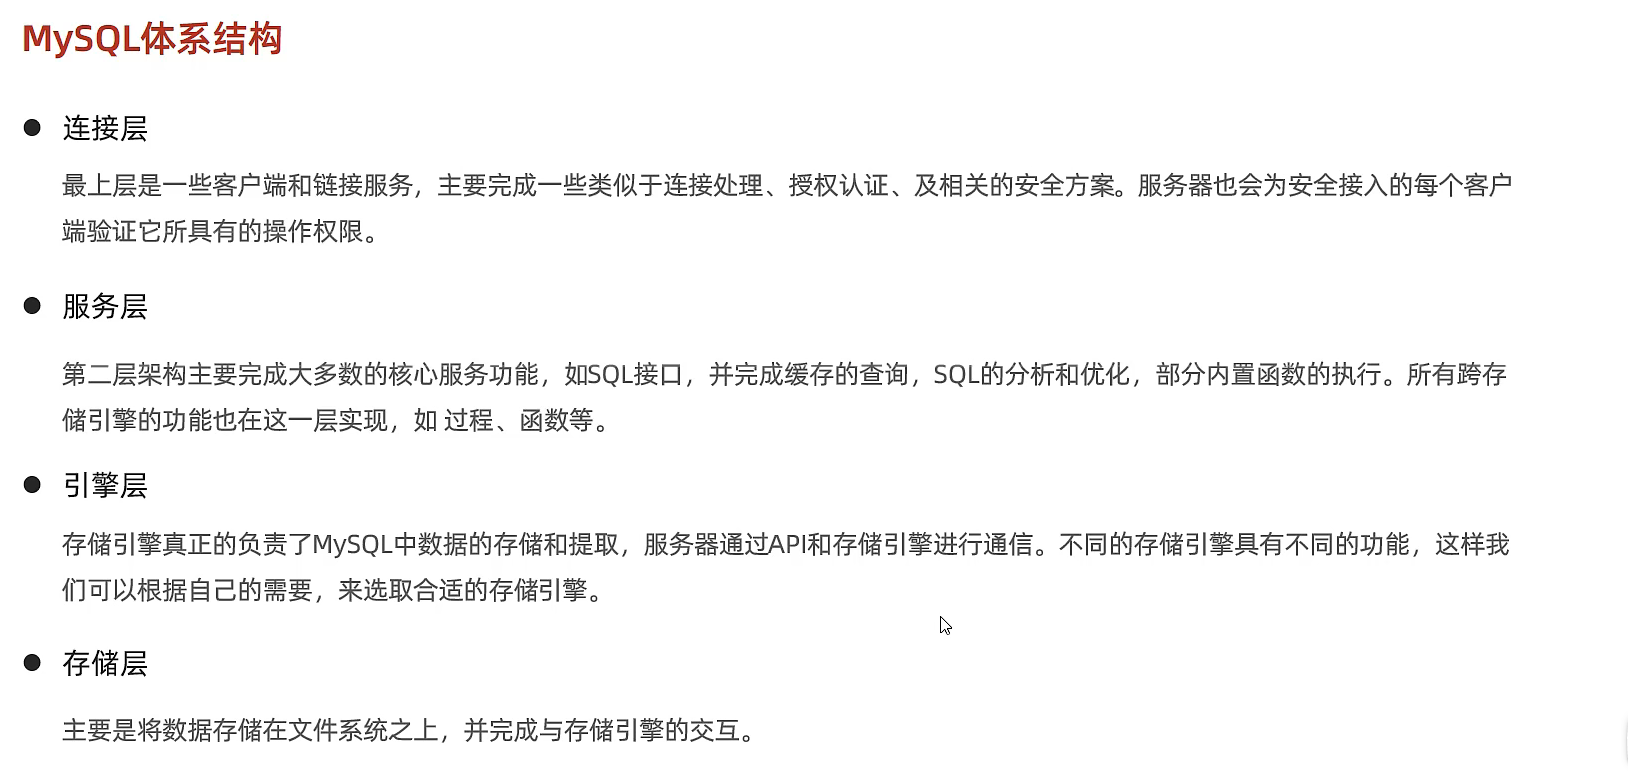 MySQL体系结构
● 连接层
最上层是一些客户端和链接服务，主要完成一些类似于连接处理、授权认证、及相关的安全方案。服务器也会为安全接入的每个客户
端验证它所具有的操作权限。
● 服务层
第二层架构主要完成大多数的核心服务功能，如SQL接口，并完成缓存的查询，SQL的分析和优化，部分内置函数的执行。所有跨存
储引擎的功能也在这一层实现，如 过程、函数等。
● 引擎层
存储引擎真正的负责了MySQL中数据的存储和提取，服务器通过API和存储引擎进行通信。不同的存储引擎具有不同的功能，这样我
们可以根据自己的需要，来选取合适的存储引擎。
● 存储层
主要是将数据存储在文件系统之上，并完成与存储引擎的交互。